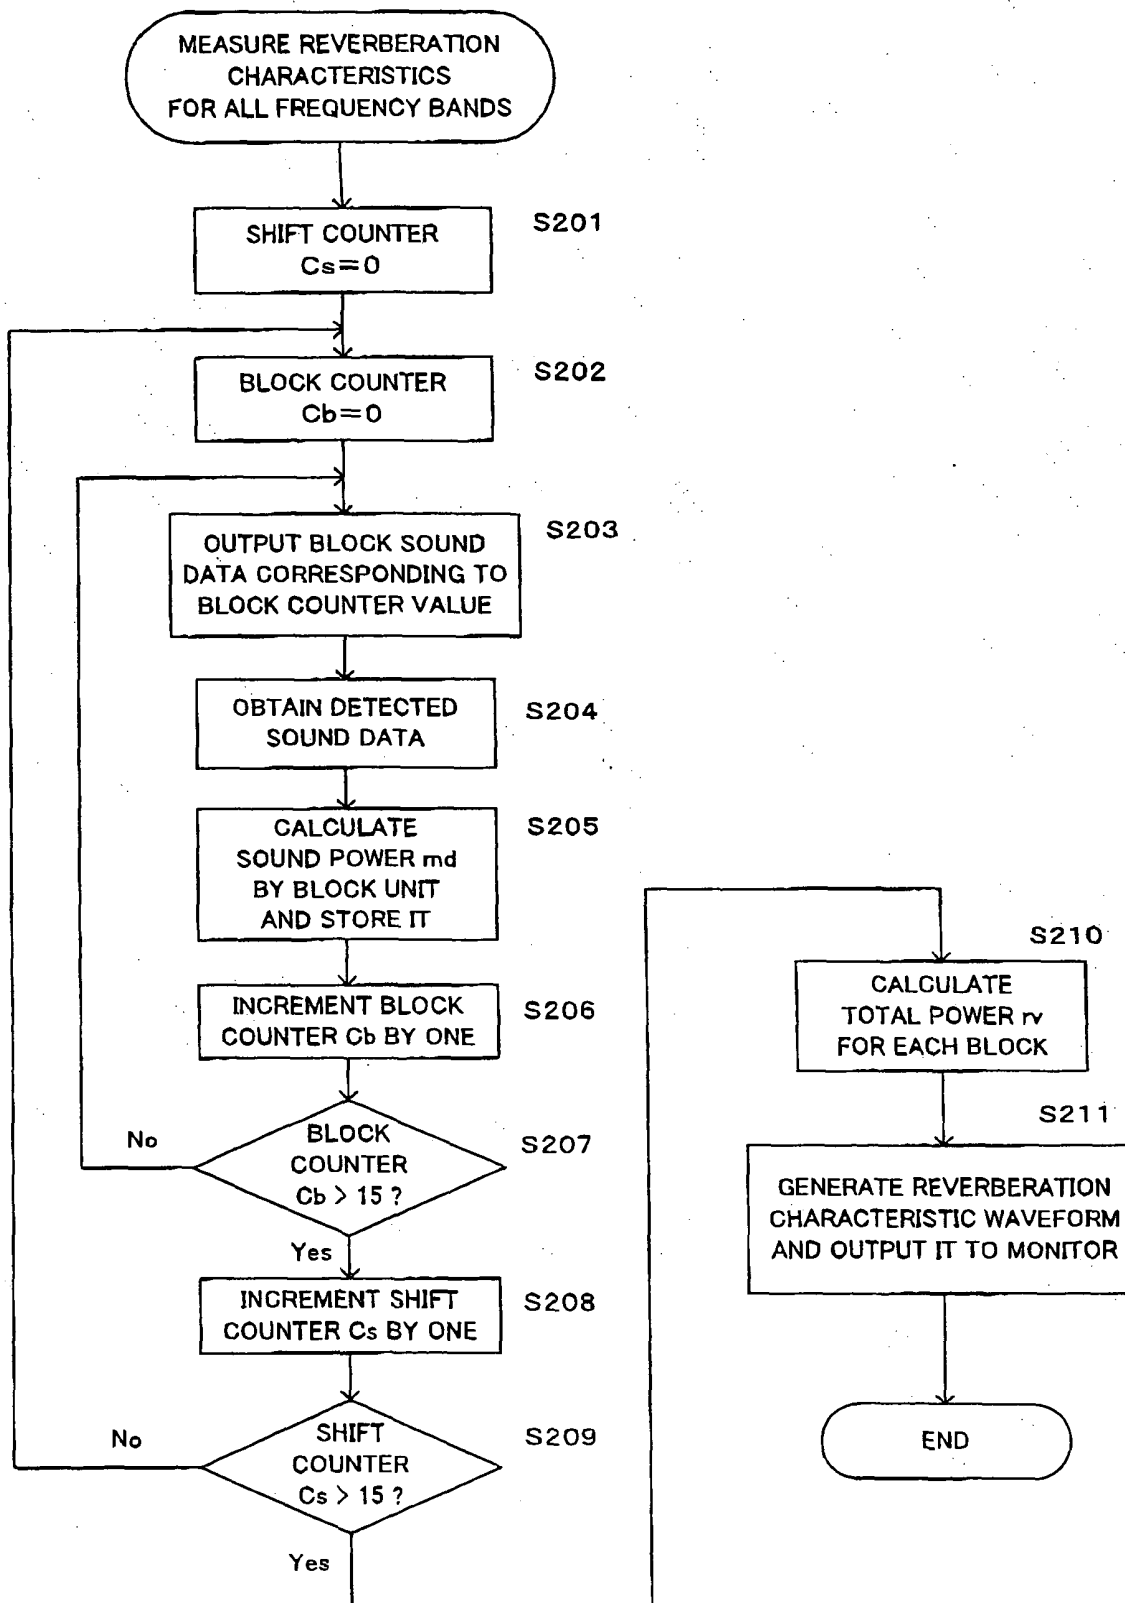 MEASURE REVERBERATION
CHARACTERISTICS
FOR ALL FREQUENCY BANDS
S201
SHIFT COUNTER
Cs=0
S202
BLOCK COUNTER
Cb=0
S203
OUTPUT BLOCK SOUND
DATA CORRESPONDING TO
BLOCK COUNTER VALUE
S204
OBTAIN DETECTED
SOUND DATA
S205
CALCULATE
SOUND POWER md
BY BLOCK UNIT
AND STORE IT
S206
INCREMENT BLOCK
COUNTER Cb BY ONE
S207
No
BLOCK
COUNTER
Cb > 15 ?
Yes
S208
INCREMENT SHIFT
COUNTER Cs BY ONE
S209
No
SHIFT
COUNTER
Cs > 15 ?
Yes
S210
CALCULATE
TOTAL POWER rv
FOR EACH BLOCK
S211
GENERATE REVERBERATION
CHARACTERISTIC WAVEFORM
AND OUTPUT IT TO MONITOR
END